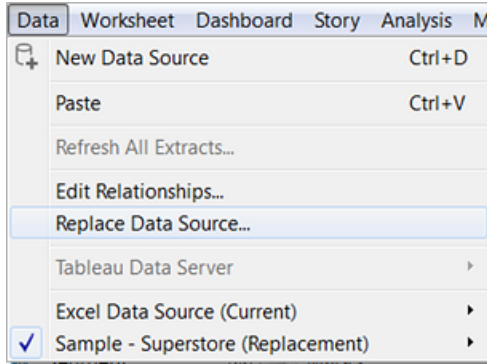 Data Worksheet Dashboard Story Analysis M
New Data Source Ctrl+D
Paste Ctrl+V
Refresh All Extracts...
Edit Relationships...
Replace Data Source...
Tableau Data Server
Excel Data Source (Current)
Sample - Superstore (Replacement)